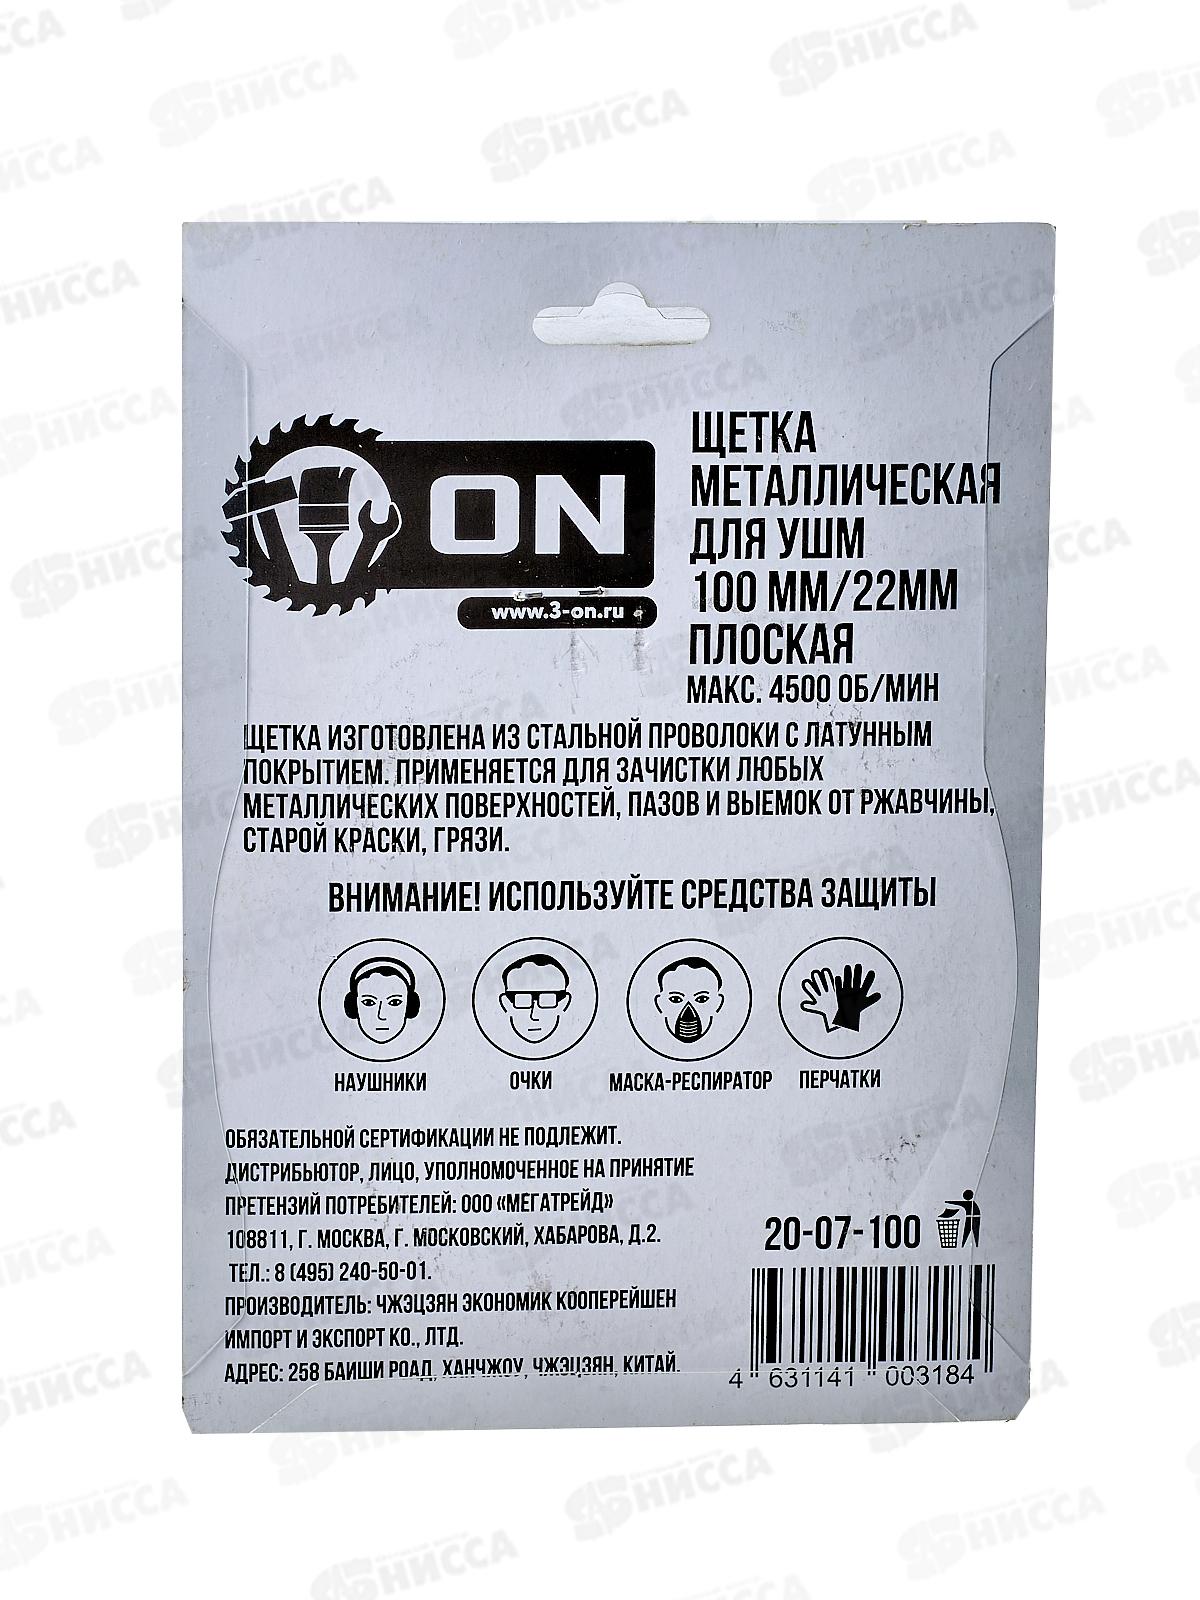 ON
www.3-on.ru
ЩЕТКА
МЕТАЛЛИЧЕСКАЯ
ДЛЯ УШМ
100 ММ/22ММ
ПЛОСКАЯ
МАКС. 4500 ОБ/МИН
ЩЕТКА ИЗГОТОВЛЕНА ИЗ СТАЛЬНОЙ ПРОВОЛОКИ С ЛАТУННЫМ
ПОКРЫТИЕМ. ПРИМЕНЯЕТСЯ ДЛЯ ЗАЧИСТКИ ЛЮБЫХ
МЕТАЛЛИЧЕСКИХ ПОВЕРХНОСТЕЙ, ПАЗОВ И ВЫЕМОК ОТ РЖАВЧИНЫ,
СТАРОЙ КРАСКИ, ГРЯЗИ.
ВНИМАНИЕ! ИСПОЛЬЗУЙТЕ СРЕДСТВА ЗАЩИТЫ
НАУШНИКИ ОЧКИ МАСКА-РЕСПИРАТОР ПЕРЧАТКИ
ОБЯЗАТЕЛЬНОЙ СЕРТИФИКАЦИИ НЕ ПОДЛЕЖИТ.
ДИСТРИБЬЮТОР, ЛИЦО, УПОЛНОМОЧЕННОЕ НА ПРИНЯТИЕ
ПРЕТЕНЗИЙ ПОТРЕБИТЕЛЕЙ: ООО «МЕГАТРЕЙД»
108811, Г. МОСКВА, Г. МОСКОВСКИЙ, ХАБАРОВА, Д.2.
ТЕЛ.: 8 (495) 240-50-01.
ПРОИЗВОДИТЕЛЬ: ЧЖЭЦЗЯН ЭКОНОМИК КООПЕРЕЙШЕН
ИМПОРТ И ЭКСПОРТ КО., ЛТД.
АДРЕС: 258 БАИШИ РОАД, ХАНЧЖОУ, ЧЖЭЦЗЯН, КИТАЙ.
20-07-100
4 631141 003184
НИССА